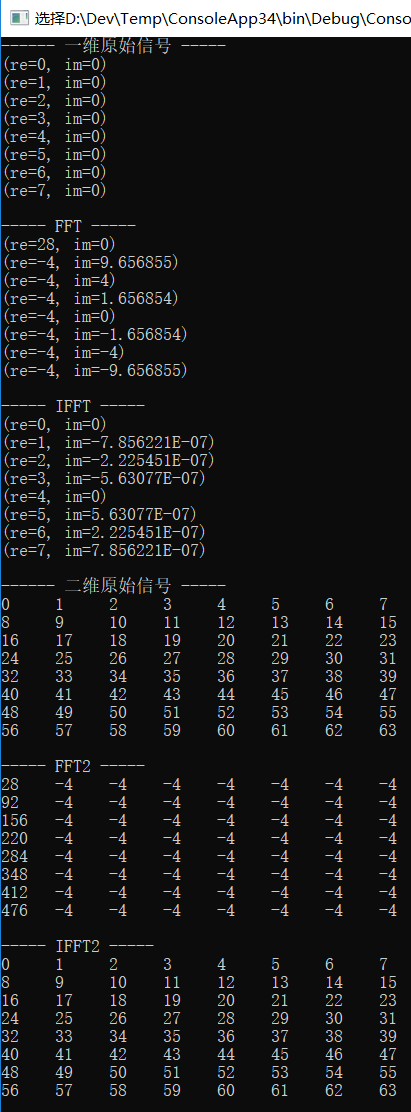 选择D:\Dev\Temp\ConsoleApp34\bin\Debug\Conso
------ 一维原始信号 -----
(re=0, im=0)
(re=1, im=0)
(re=2, im=0)
(re=3, im=0)
(re=4, im=0)
(re=5, im=0)
(re=6, im=0)
(re=7, im=0)
----- FFT -----
(re=28, im=0)
(re=-4, im=9.656855)
(re=-4, im=4)
(re=-4, im=1.656854)
(re=-4, im=0)
(re=-4, im=-1.656854)
(re=-4, im=-4)
(re=-4, im=-9.656855)
----- IFFT -----
(re=0, im=0)
(re=1, im=-7.856221E-07)
(re=2, im=-2.225451E-07)
(re=3, im=-5.63077E-07)
(re=4, im=0)
(re=5, im=5.63077E-07)
(re=6, im=2.225451E-07)
(re=7, im=7.856221E-07)
------ 二维原始信号 -----
0 1 2 3 4 5 6 7
8 9 10 11 12 13 14 15
16 17 18 19 20 21 22 23
24 25 26 27 28 29 30 31
32 33 34 35 36 37 38 39
40 41 42 43 44 45 46 47
48 49 50 51 52 53 54 55
56 57 58 59 60 61 62 63
----- FFT2 -----
28 -4 -4 -4 -4 -4 -4 -4
92 -4 -4 -4 -4 -4 -4 -4
156 -4 -4 -4 -4 -4 -4 -4
220 -4 -4 -4 -4 -4 -4 -4
284 -4 -4 -4 -4 -4 -4 -4
348 -4 -4 -4 -4 -4 -4 -4
412 -4 -4 -4 -4 -4 -4 -4
476 -4 -4 -4 -4 -4 -4 -4
----- IFFT2 -----
0 1 2 3 4 5 6 7
8 9 10 11 12 13 14 15
16 17 18 19 20 21 22 23
24 25 26 27 28 29 30 31
32 33 34 35 36 37 38 39
40 41 42 43 44 45 46 47
48 49 50 51 52 53 54 55
56 57 58 59 60 61 62 63